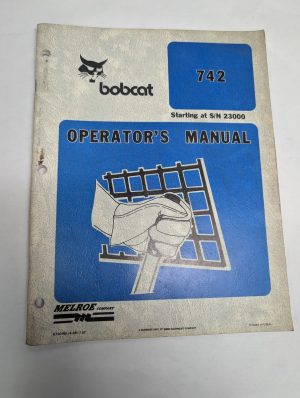 742
bobcat
Starting at S/N 23000
OPERATOR'S MANUAL
MELROE COMPANY